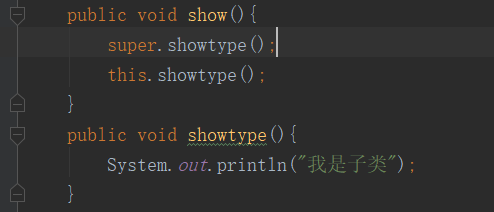 public void show(){
super.showtype();
this.showtype();
}
public void showtype(){
System.out.println("我是子类");
}